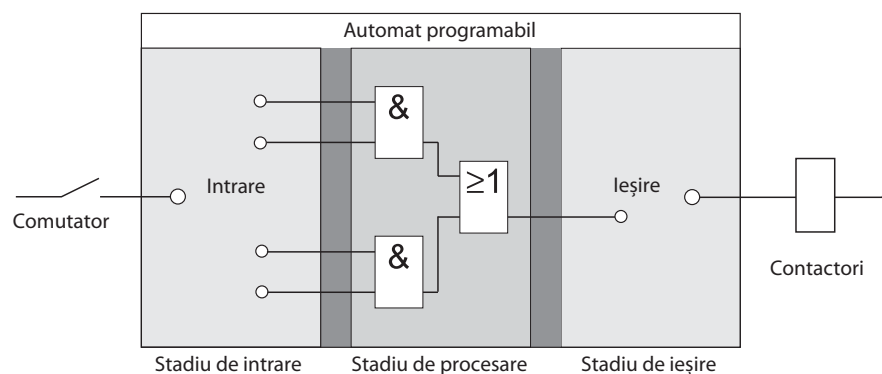 Automat programabil
&
Intrare
≥1
Ieșire
Comutator
&
Contactori
Stadiu de intrare
Stadiu de procesare
Stadiu de ieșire